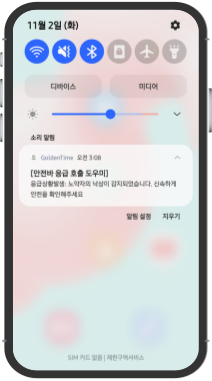 11월 2일 (화)
디바이스 미디어
소리 알림
GoldenTime 오전 3:08
[안전바 응급 호출 도우미]
응급상황발생: 노약자의 낙상이 감지되었습니다. 신속하게
안전을 확인해주세요
알림 설정 지우기
SIM 카드 없음 | 제한구역서비스